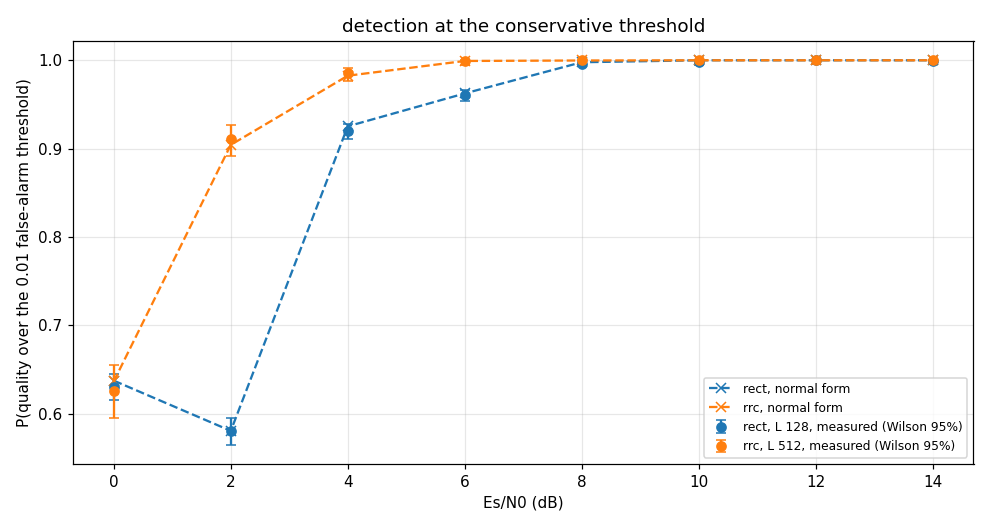 detection at the conservative threshold
P(quality over the 0.01 false-alarm threshold)
1.0
0.9
0.8
0.7
0.6
0
2
4
6
8
10
12
14
Es/N0 (dB)
rect, normal form
rrc, normal form
rect, L 128, measured (Wilson 95%)
rrc, L 512, measured (Wilson 95%)